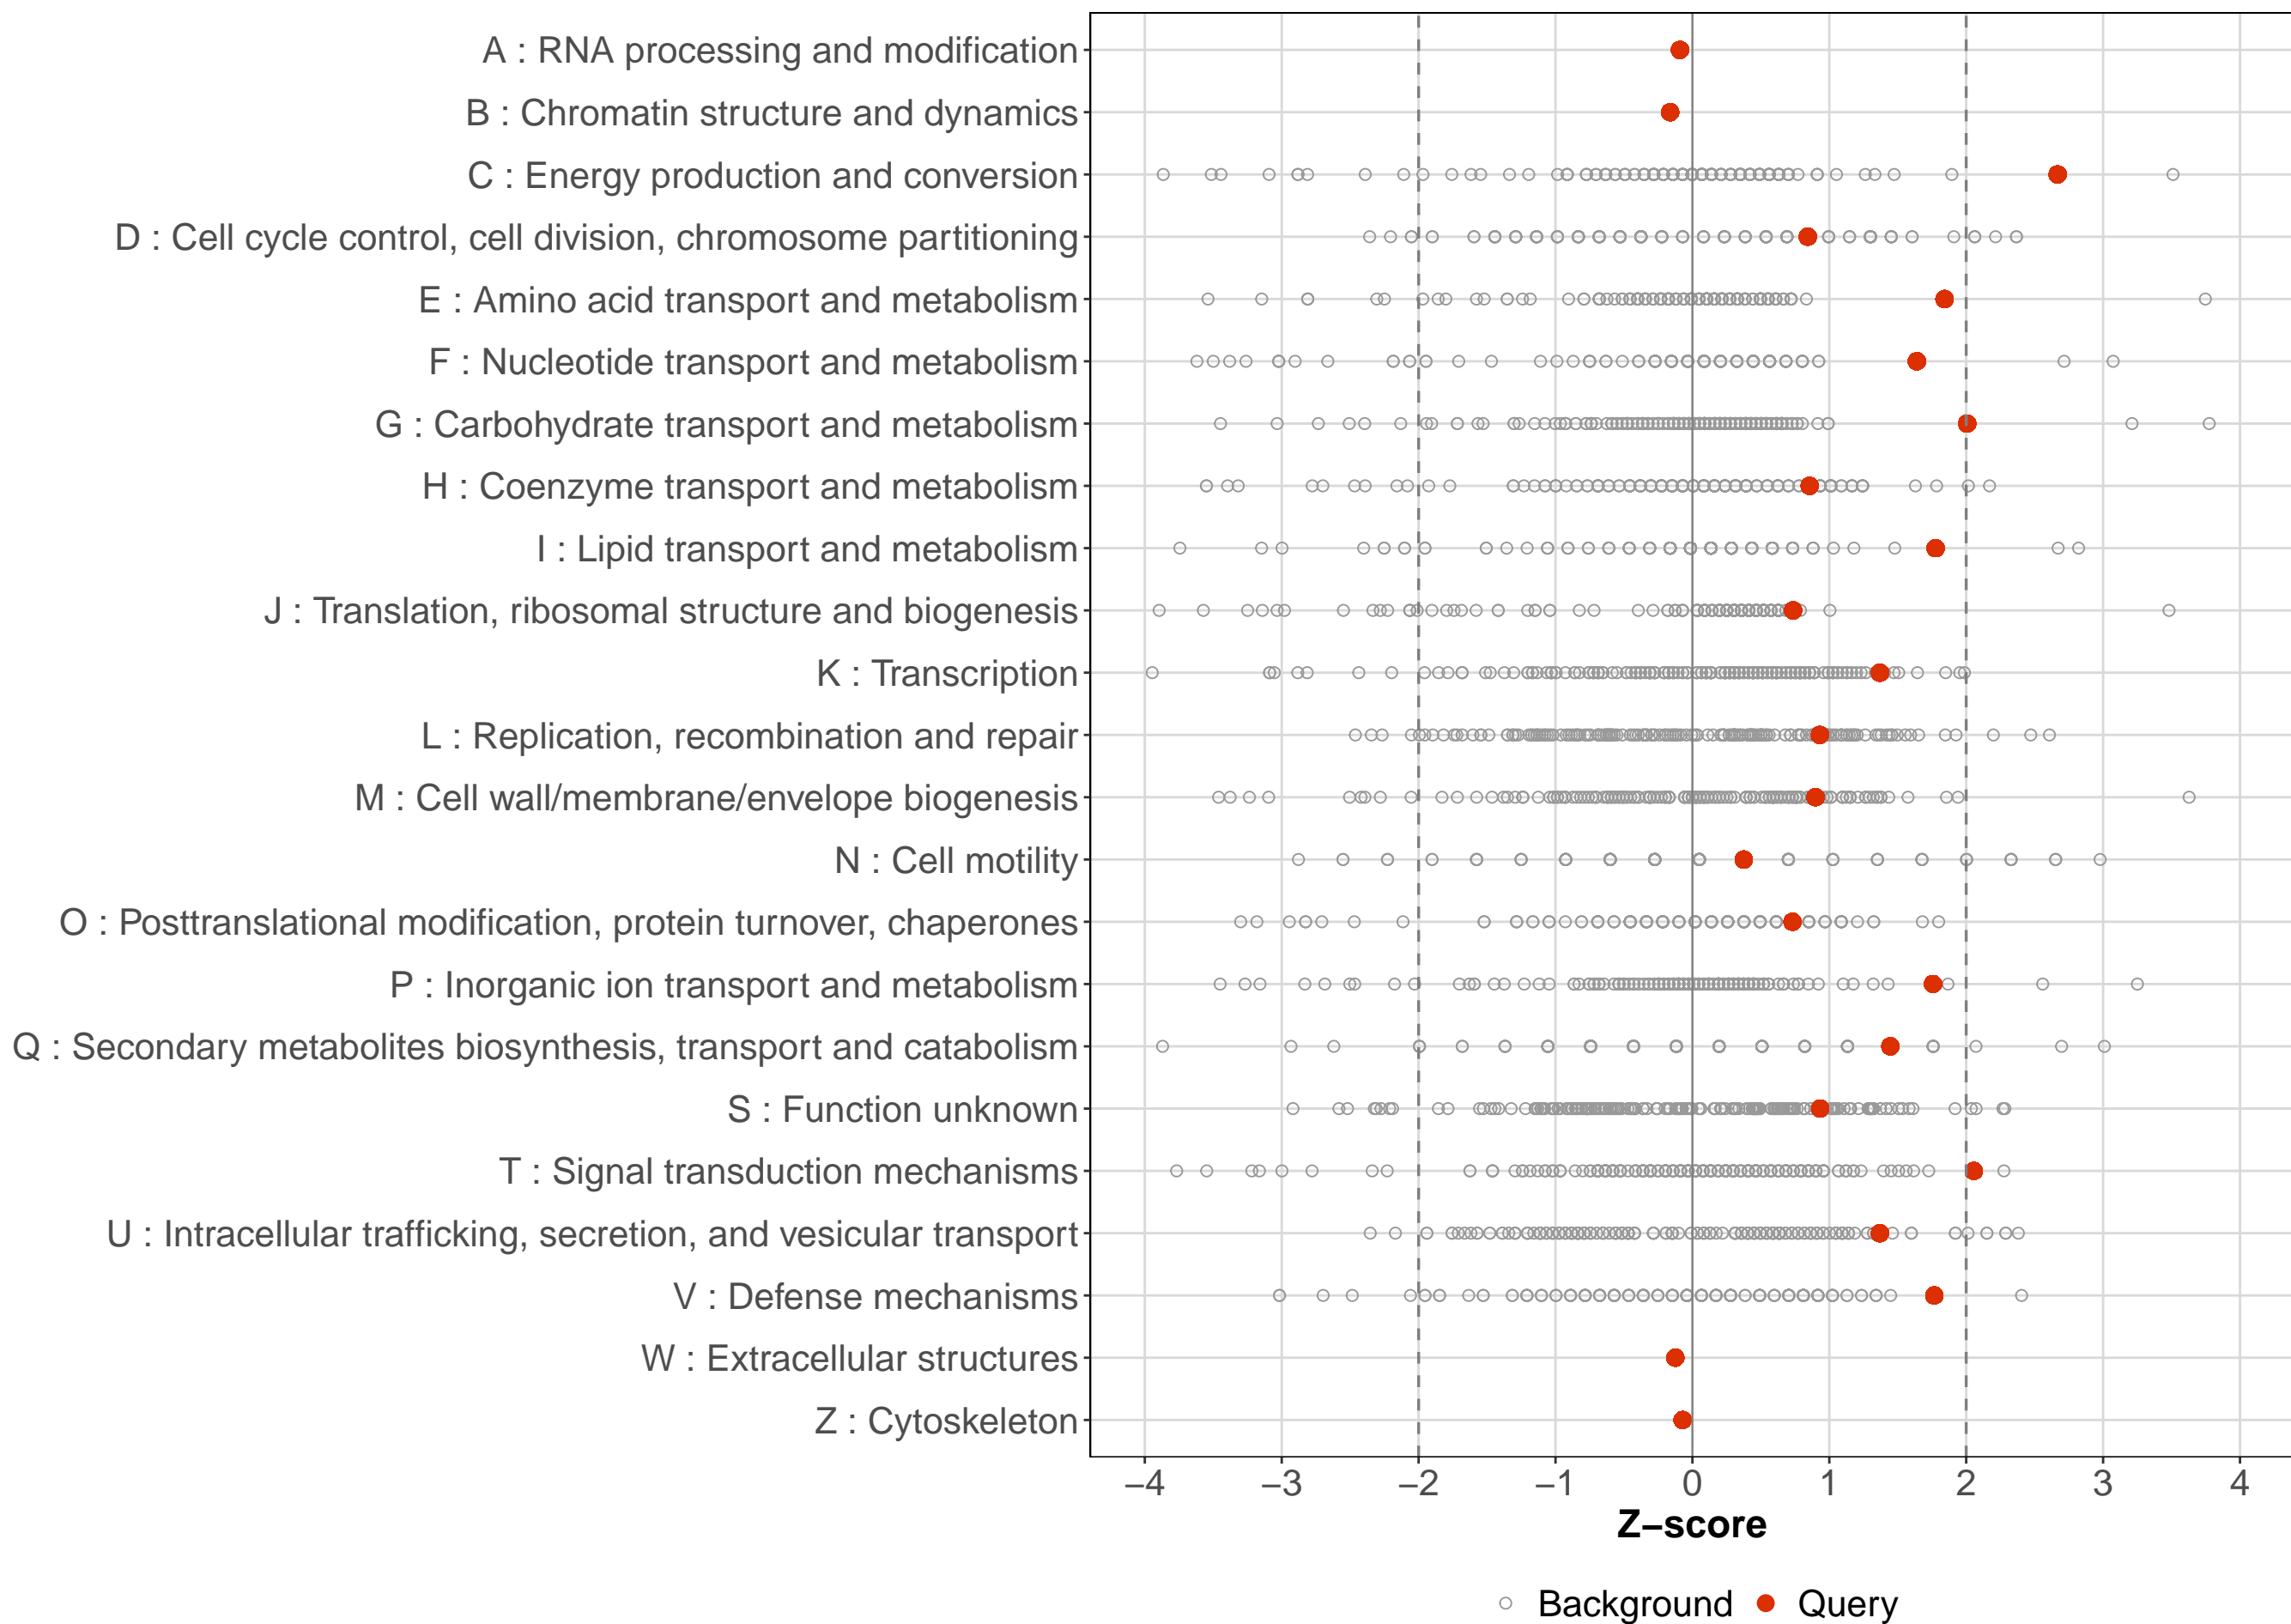 A : RNA processing and modification
B : Chromatin structure and dynamics
C : Energy production and conversion
D : Cell cycle control, cell division, chromosome partitioning
E : Amino acid transport and metabolism
F : Nucleotide transport and metabolism
G : Carbohydrate transport and metabolism
H : Coenzyme transport and metabolism
I : Lipid transport and metabolism
J : Translation, ribosomal structure and biogenesis
K : Transcription
L : Replication, recombination and repair
M : Cell wall/membrane/envelope biogenesis
N : Cell motility
O : Posttranslational modification, protein turnover, chaperones
P : Inorganic ion transport and metabolism
Q : Secondary metabolites biosynthesis, transport and catabolism
S : Function unknown
T : Signal transduction mechanisms
U : Intracellular trafficking, secretion, and vesicular transport
V : Defense mechanisms
W : Extracellular structures
Z : Cytoskeleton
−4 −3 −2 −1 0 1 2 3 4
Z−score
Background Query